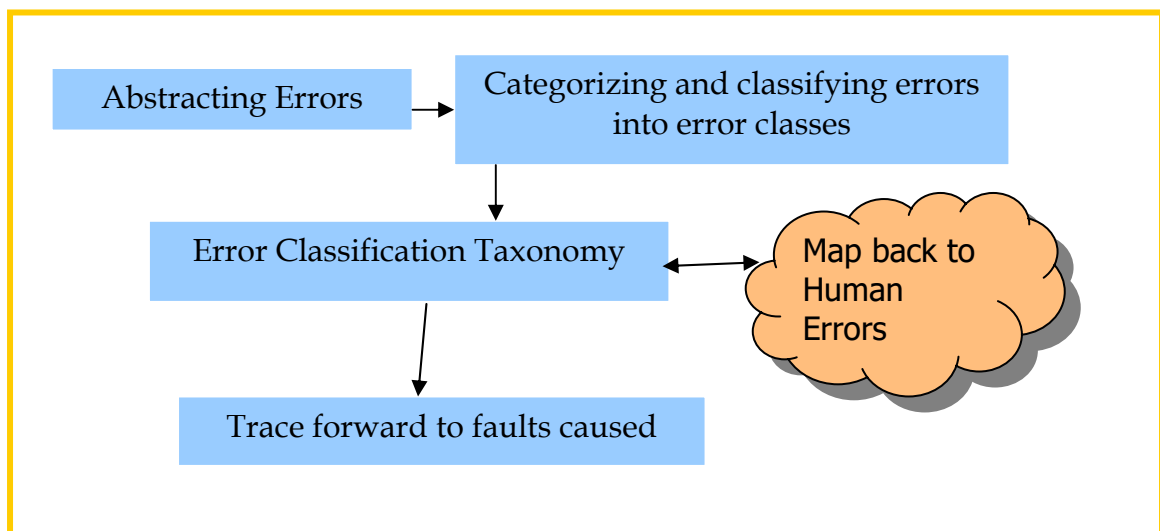 Abstracting Errors
Categorizing and classifying errors
into error classes
Error Classification Taxonomy
Map back to
Human
Errors
Trace forward to faults caused